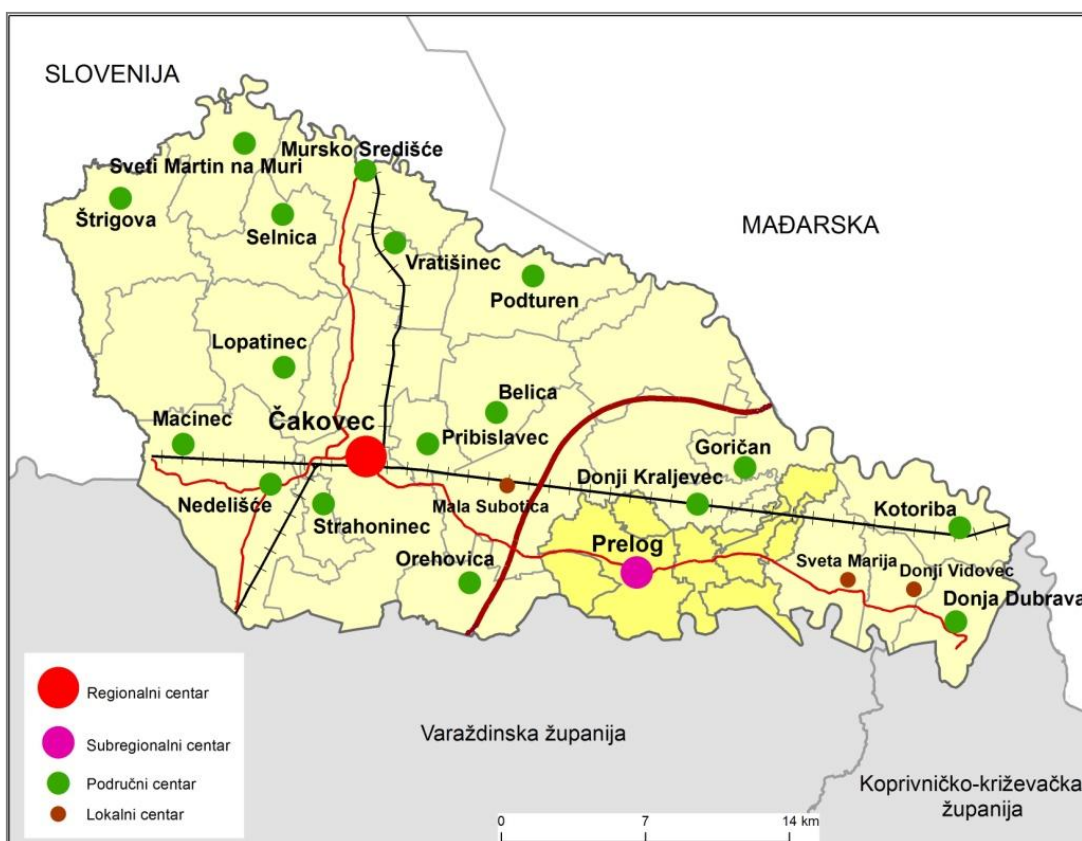 SLOVENIJA
Mursko Središće
Sveti Martin na Muri
Štrigova
Selnica
MAĐARSKA
Vratišinec
Podturen
Lopatinec
Belica
Macinec
Čakovec
Pribislavec
Goričan
Donji Kraljevec
Nedelišće
Strahoninec
Mala Subotica
Kotoriba
Orehovica
Prelog
Sveta Marija
Donji Vidovec
Donja Dubrava
Regionalni centar
Subregionalni centar
Područni centar
Lokalni centar
Varaždinska županija
Koprivničko-križevačka
županija
0 7 14 km